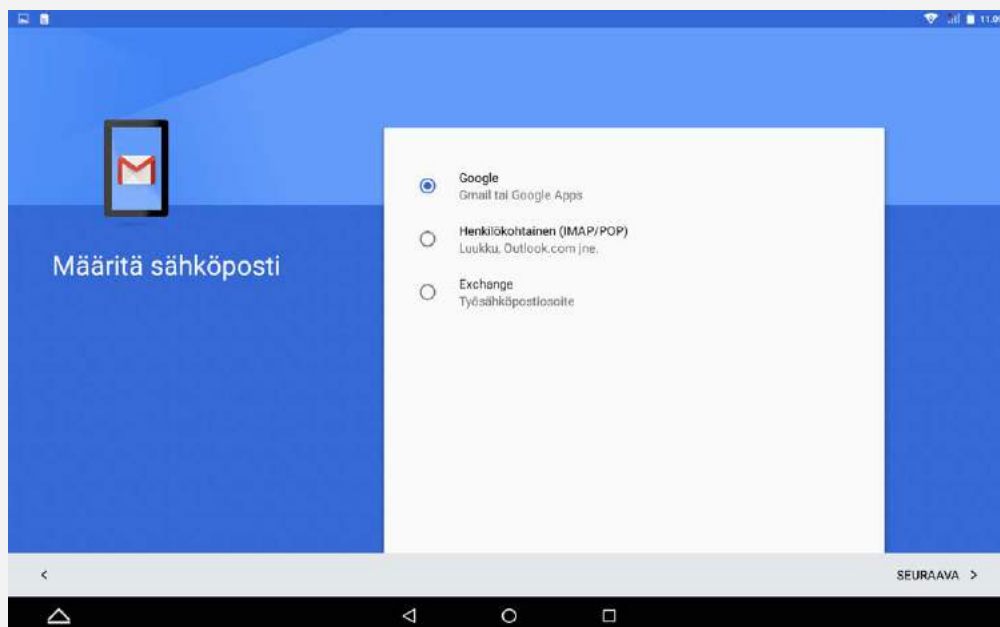 Määritä sähköposti
Google
Gmail tai Google Apps
Henkilökohtainen (IMAP/POP)
Luukku, Outlook.com jne.
Exchange
Työsähköpostiosoite
SEURAAVA